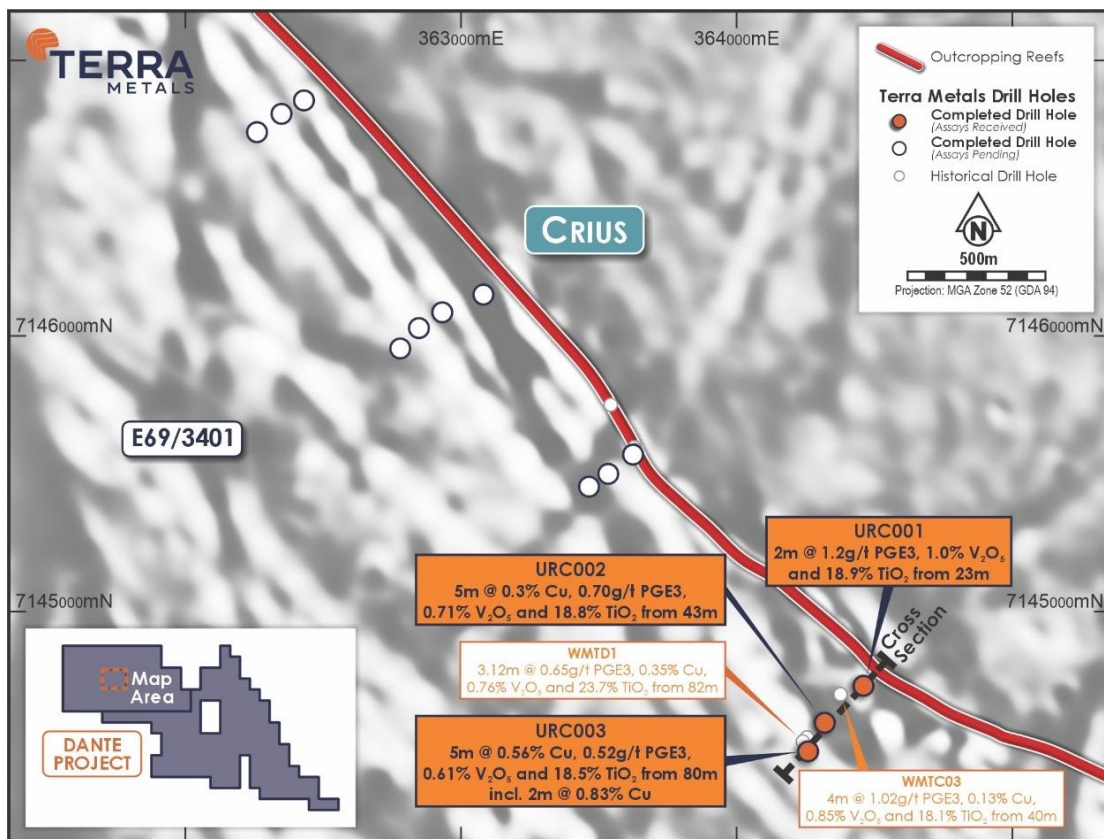 TERRA
METALS
363000mE
364000mE
Outcropping Reefs
Terra Metals Drill Holes
Completed Drill Hole
(Assays Received)
Completed Drill Hole
(Assays Pending)
Historical Drill Hole
N
500m
Projection: MGA Zone 52 (GDA 94)
CRIUS
7146000mN
7146000mN
E69/3401
URC001
2m @ 1.2g/t PGE3, 1.0% V₂O₅
and 18.9% TiO₂ from 23m
URC002
5m @ 0.3% Cu, 0.70g/t PGE3,
0.71% V₂O₅ and 18.8% TiO₂ from 43m
7145000mN
7145000mN
Cross
Section
WMTD1
3.12m @ 0.65g/t PGE3, 0.35% Cu,
0.76% V₂O₅ and 23.7% TiO₂ from 82m
URC003
5m @ 0.56% Cu, 0.52g/t PGE3,
0.61% V₂O₅ and 18.5% TiO₂ from 80m
incl. 2m @ 0.83% Cu
WMTC03
4m @ 1.02g/t PGE3, 0.13% Cu,
0.85% V₂O₅ and 18.1% TiO₂ from 40m
Map
Area
DANTE
PROJECT